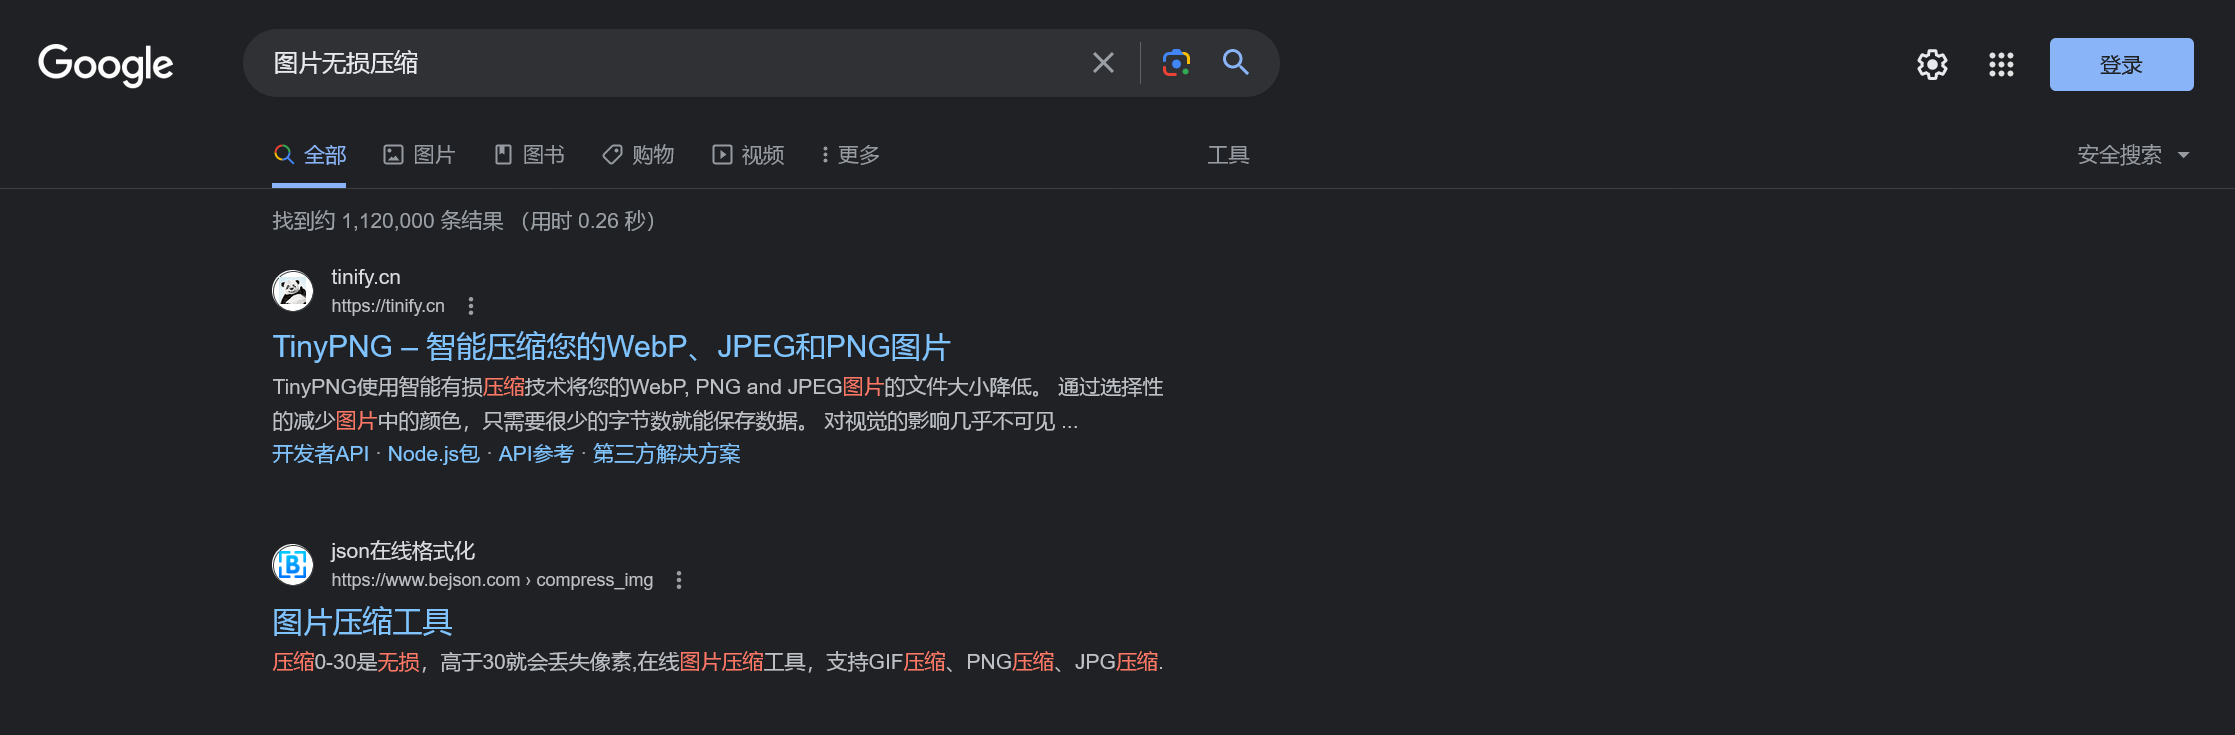 Google
图片无损压缩
登录
全部 图片 图书 购物 视频 更多 工具 安全搜索
找到约 1,120,000 条结果 （用时 0.26 秒）
tinify.cn
https://tinify.cn
TinyPNG – 智能压缩您的WebP、JPEG和PNG图片
TinyPNG使用智能有损压缩技术将您的WebP, PNG and JPEG图片的文件大小降低。 通过选择性
的减少图片中的颜色，只需要很少的字节数就能保存数据。 对视觉的影响几乎不可见 ...
开发者API · Node.js包 · API参考 · 第三方解决方案
json在线格式化
https://www.bejson.com › compress_img
图片压缩工具
压缩0-30是无损，高于30就会丢失像素,在线图片压缩工具，支持GIF压缩、PNG压缩、JPG压缩.